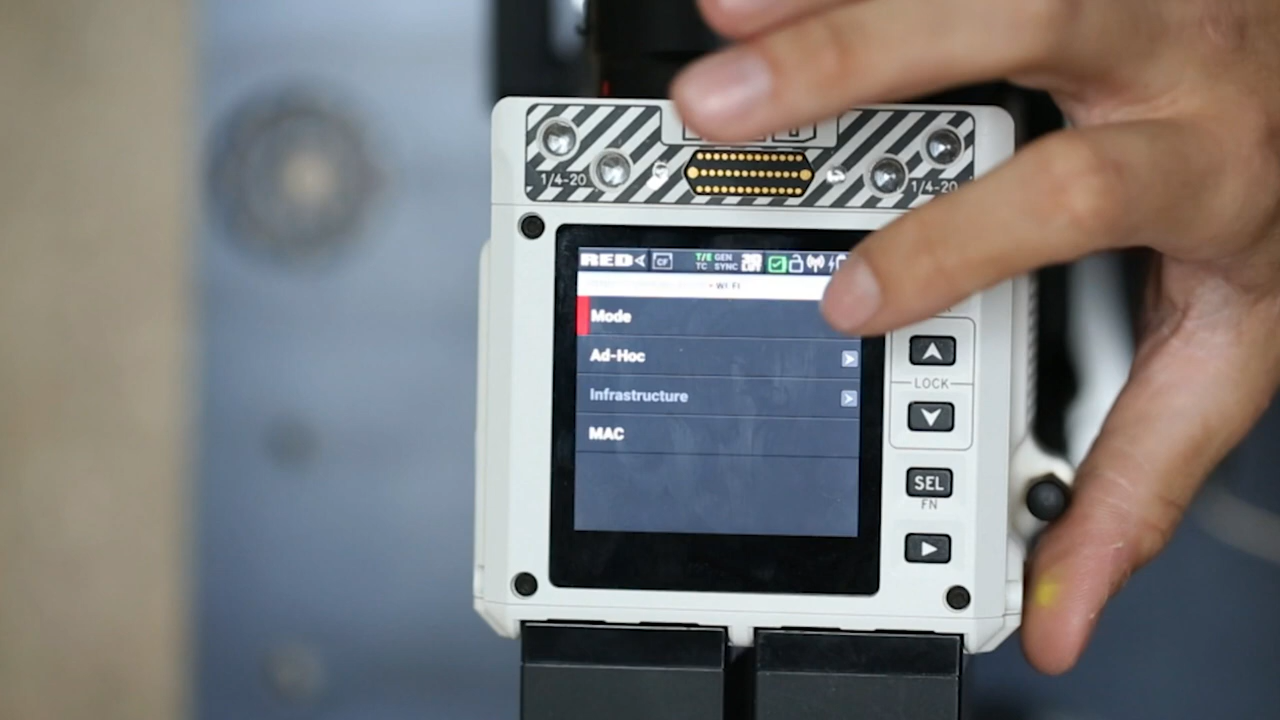 1/4-20
1/4-20
RED
CF
T/E GEN
TC SYNC
WI-FI
Mode
Ad-Hoc
Infrastructure
MAC
LOCK
SEL
FN